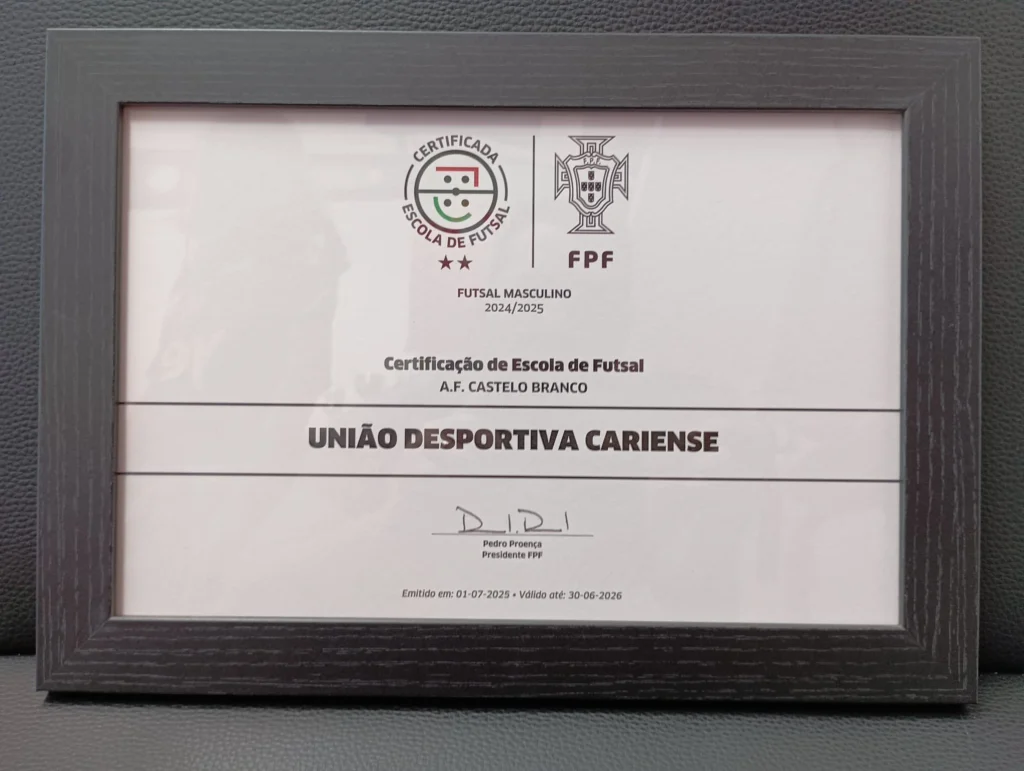 CERTIFICADA
ESCOLA DE FUTSAL
F.P.F.
FPF
FUTSAL MASCULINO
2024/2025
Certificação de Escola de Futsal
A.F. CASTELO BRANCO
UNIÃO DESPORTIVA CARIENSE
Pedro Proença
Presidente FPF
Emitido em: 01-07-2025 • Válido até: 30-06-2026